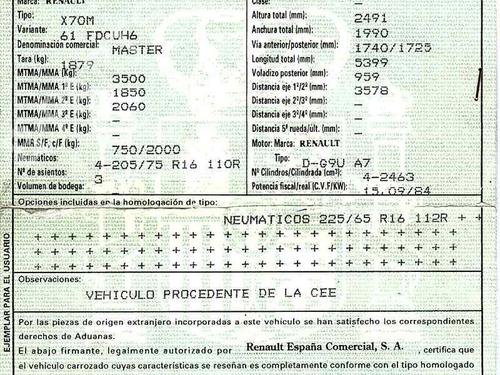 Marca: RENAULT
Tipo: X70M
Variante: 61 FDCUH6
Denominación comercial: MASTER
Tara (kg): 1879
MTMA/MMA (kg): 3500
MTMA/MMA 1º E (kg): 1850
MTMA/MMA 2º E (kg): 2060
MTMA/MMA 3º E (kg): –
MTMA/MMA 4º E (kg): –
MMR S/F, c/F (kg): 750/2000
Neumáticos: 4-205/75 R16 110R
Nº de asientos: 3
Volumen de bodega: –
Clase: –
Altura total (mm): 2491
Anchura total (mm): 1990
Vía anterior/posterior (mm): 1740/1725
Longitud total (mm): 5399
Voladizo posterior (mm): 959
Distancia eje 1º/2º (mm): 3578
Distancia eje 2º/3º (mm): –
Distancia eje 3º/4º (mm): –
Distancia 5ª rueda/últ. (mm): –
Motor: Marca: RENAULT
Tipo: D-G9U A7
Nº Cilindros/Cilindrada (cm³): 4-2463
Potencia fiscal/real (C.V.F/KW): 15.09/84
Opciones incluidas en la homologación de tipo:
NEUMATICOS 225/65 R16 112R + +
+ + + + + + + + + + + + + + + + + + + +
+ + + + + + + + + + + + + + + + + + + +
+ + + + + + + + + + + + + + + + + + + +
Observaciones:
VEHICULO PROCEDENTE DE LA CEE
Por las piezas de origen extranjero incorporadas a este vehículo se han satisfecho los correspondientes
derechos de Aduanas.
El abajo firmante, legalmente autorizado por Renault España Comercial, S. A. , certifica que
el vehículo carrozado cuyas características se reseñan es completamente conforme con el tipo homologado
EJEMPLAR PARA EL USUARIO